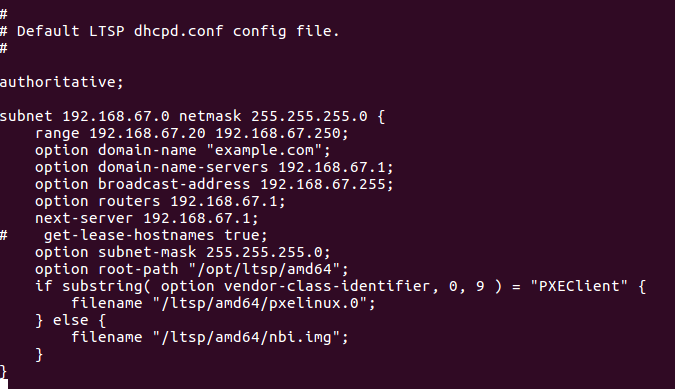 #
# Default LTSP dhcpd.conf config file.
#

authoritative;

subnet 192.168.67.0 netmask 255.255.255.0 {
    range 192.168.67.20 192.168.67.250;
    option domain-name "example.com";
    option domain-name-servers 192.168.67.1;
    option broadcast-address 192.168.67.255;
    option routers 192.168.67.1;
    next-server 192.168.67.1;
#    get-lease-hostnames true;
    option subnet-mask 255.255.255.0;
    option root-path "/opt/ltsp/amd64";
    if substring( option vendor-class-identifier, 0, 9 ) = "PXEClient" {
        filename "/ltsp/amd64/pxelinux.0";
    } else {
        filename "/ltsp/amd64/nbi.img";
    }
}